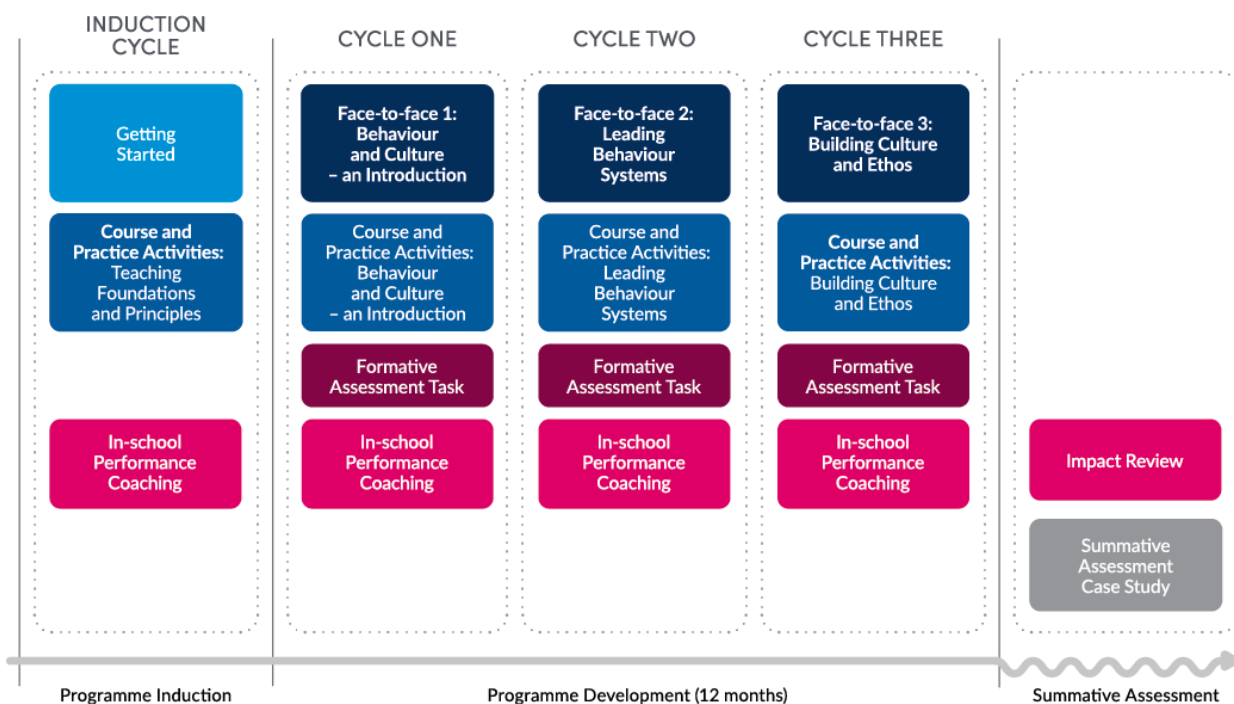 INDUCTION
CYCLE
CYCLE ONE
CYCLE TWO
CYCLE THREE
Getting
Started
Face-to-face 1:
Behaviour
and Culture
– an Introduction
Face-to-face 2:
Leading
Behaviour
Systems
Face-to-face 3:
Building Culture
and Ethos
Course and
Practice Activities:
Teaching
Foundations
and Principles
Course and
Practice Activities:
Behaviour
and Culture
– an Introduction
Course and
Practice Activities:
Leading
Behaviour
Systems
Course and
Practice Activities:
Building Culture
and Ethos
Formative
Assessment Task
Formative
Assessment Task
Formative
Assessment Task
In-school
Performance
Coaching
In-school
Performance
Coaching
In-school
Performance
Coaching
In-school
Performance
Coaching
Impact Review
Summative
Assessment
Case Study
Programme Induction
Programme Development (12 months)
Summative Assessment